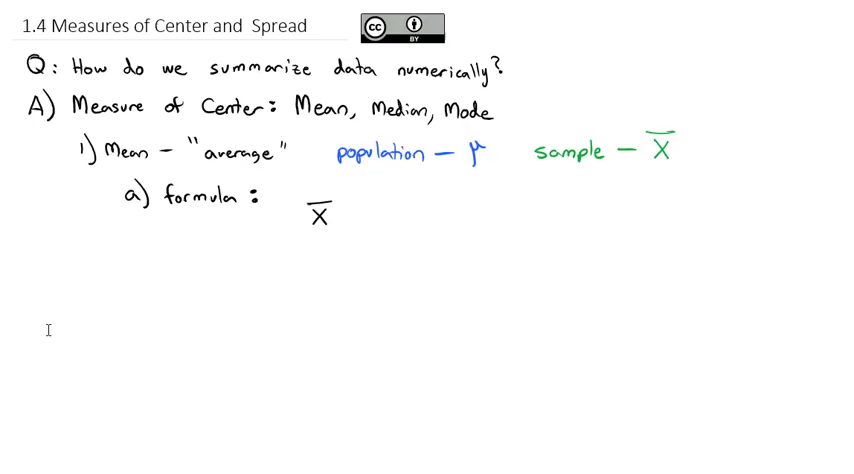 1.4 Measures of Center and Spread
cc BY
Q: How do we summarize data numerically?
A) Measure of Center: Mean, Median, Mode
1) Mean - "average" population - μ sample - X̅
a) formula:
X̅